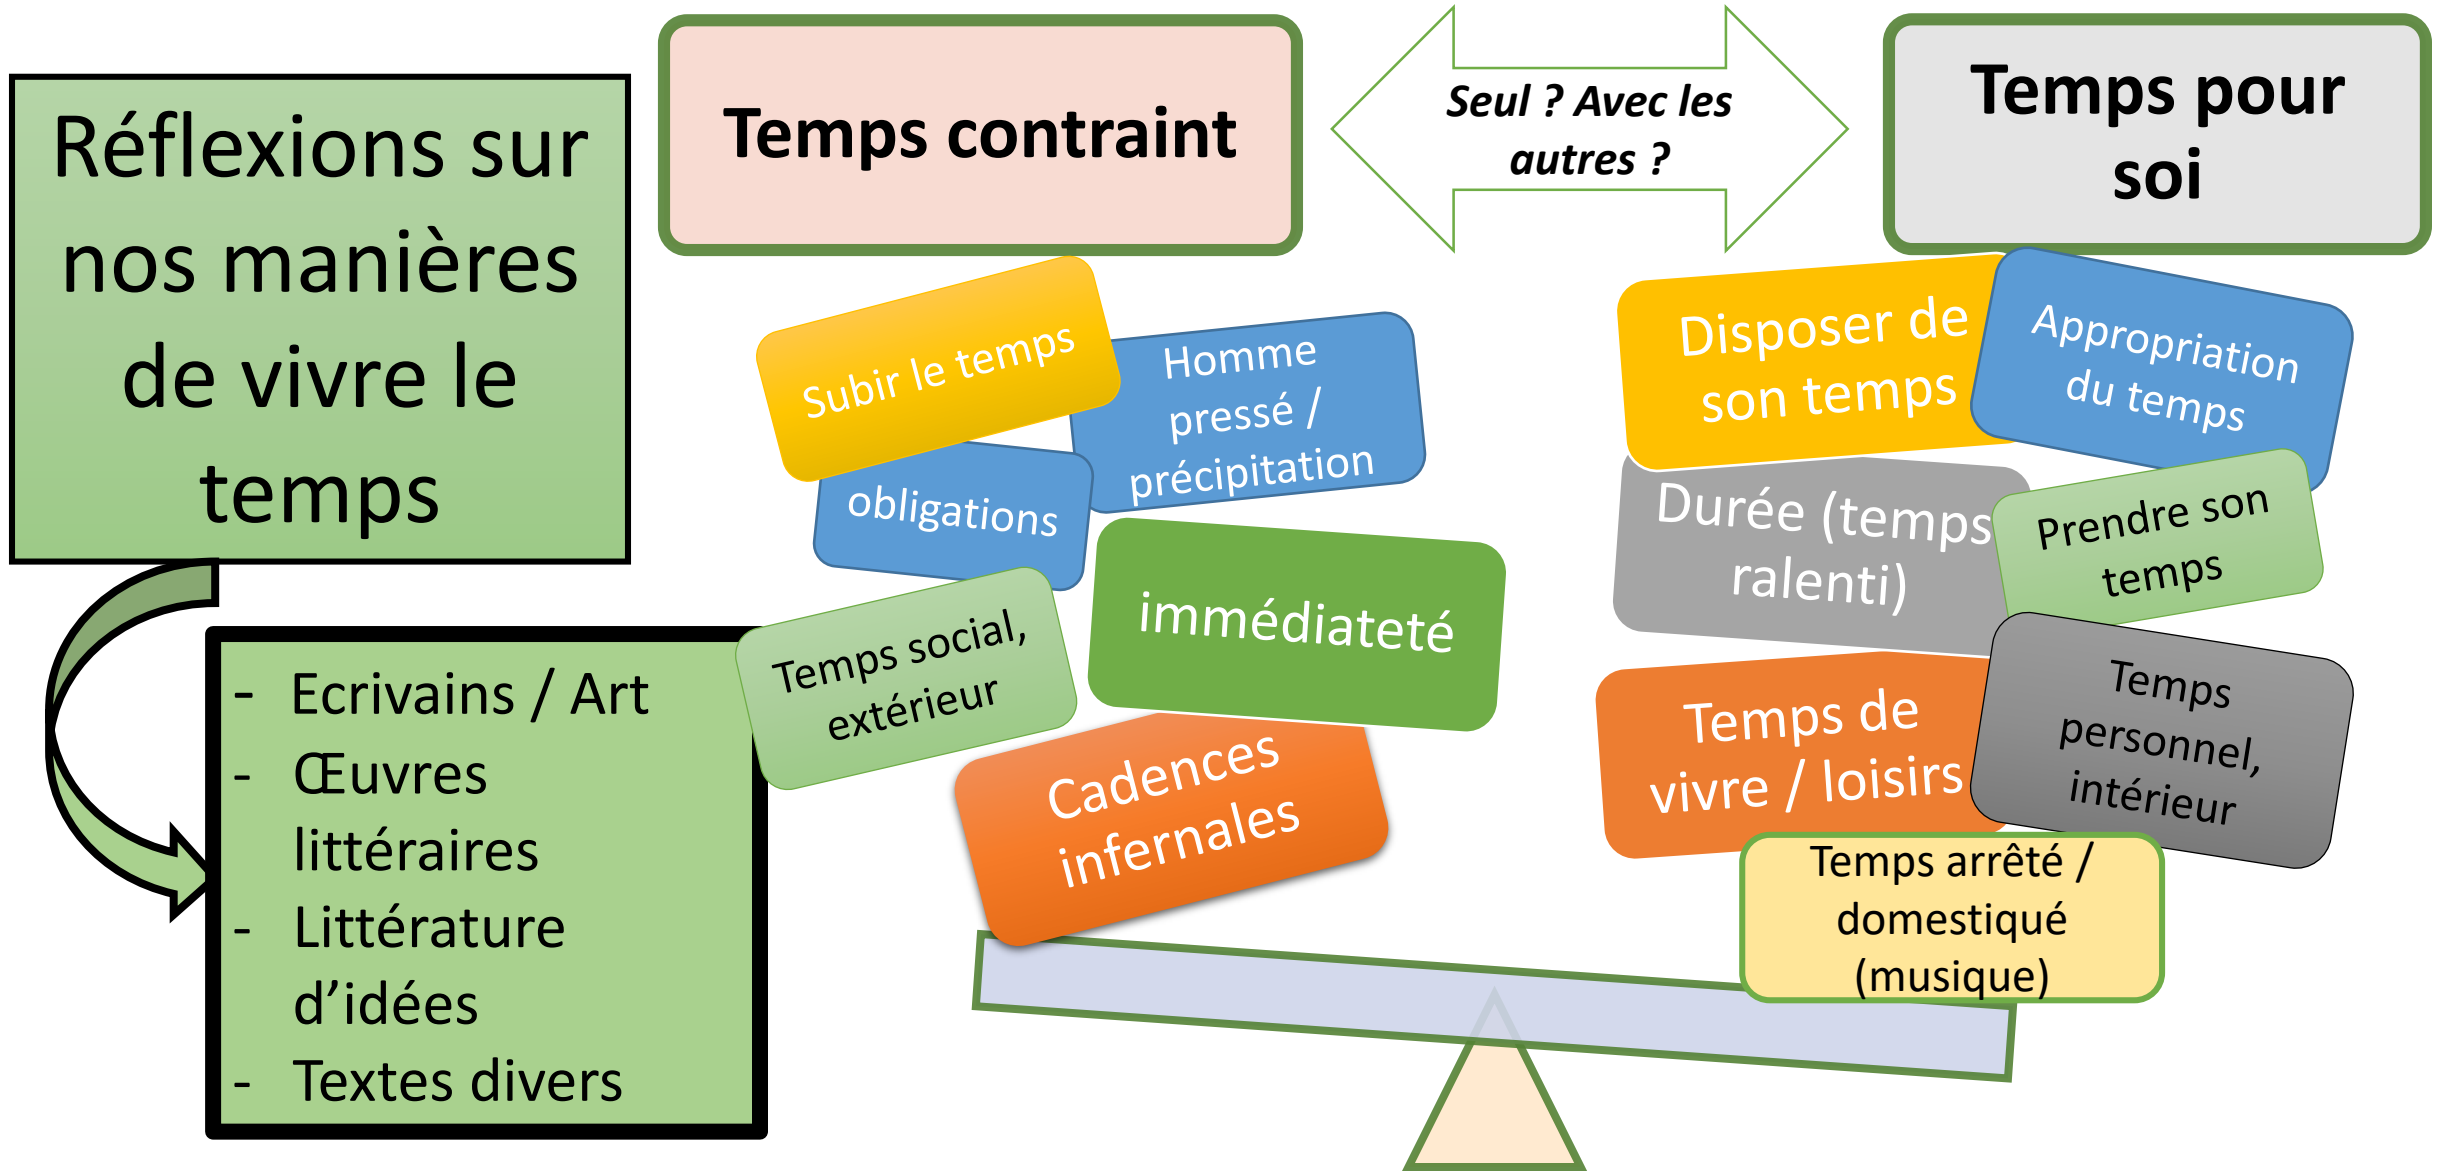 Réflexions sur
nos manières
de vivre le
temps
- Ecrivains / Art
- Œuvres
littéraires
- Littérature
d’idées
- Textes divers
Temps contraint
Seul ? Avec les
autres ?
Temps pour
soi
Subir le temps
Homme
pressé /
précipitation
obligations
immédiateté
Temps social,
extérieur
Cadences
infernales
Disposer de
son temps
Appropriation
du temps
Durée (temps
ralenti)
Prendre son
temps
Temps de
vivre / loisirs
Temps
personnel,
intérieur
Temps arrêté /
domestiqué
(musique)